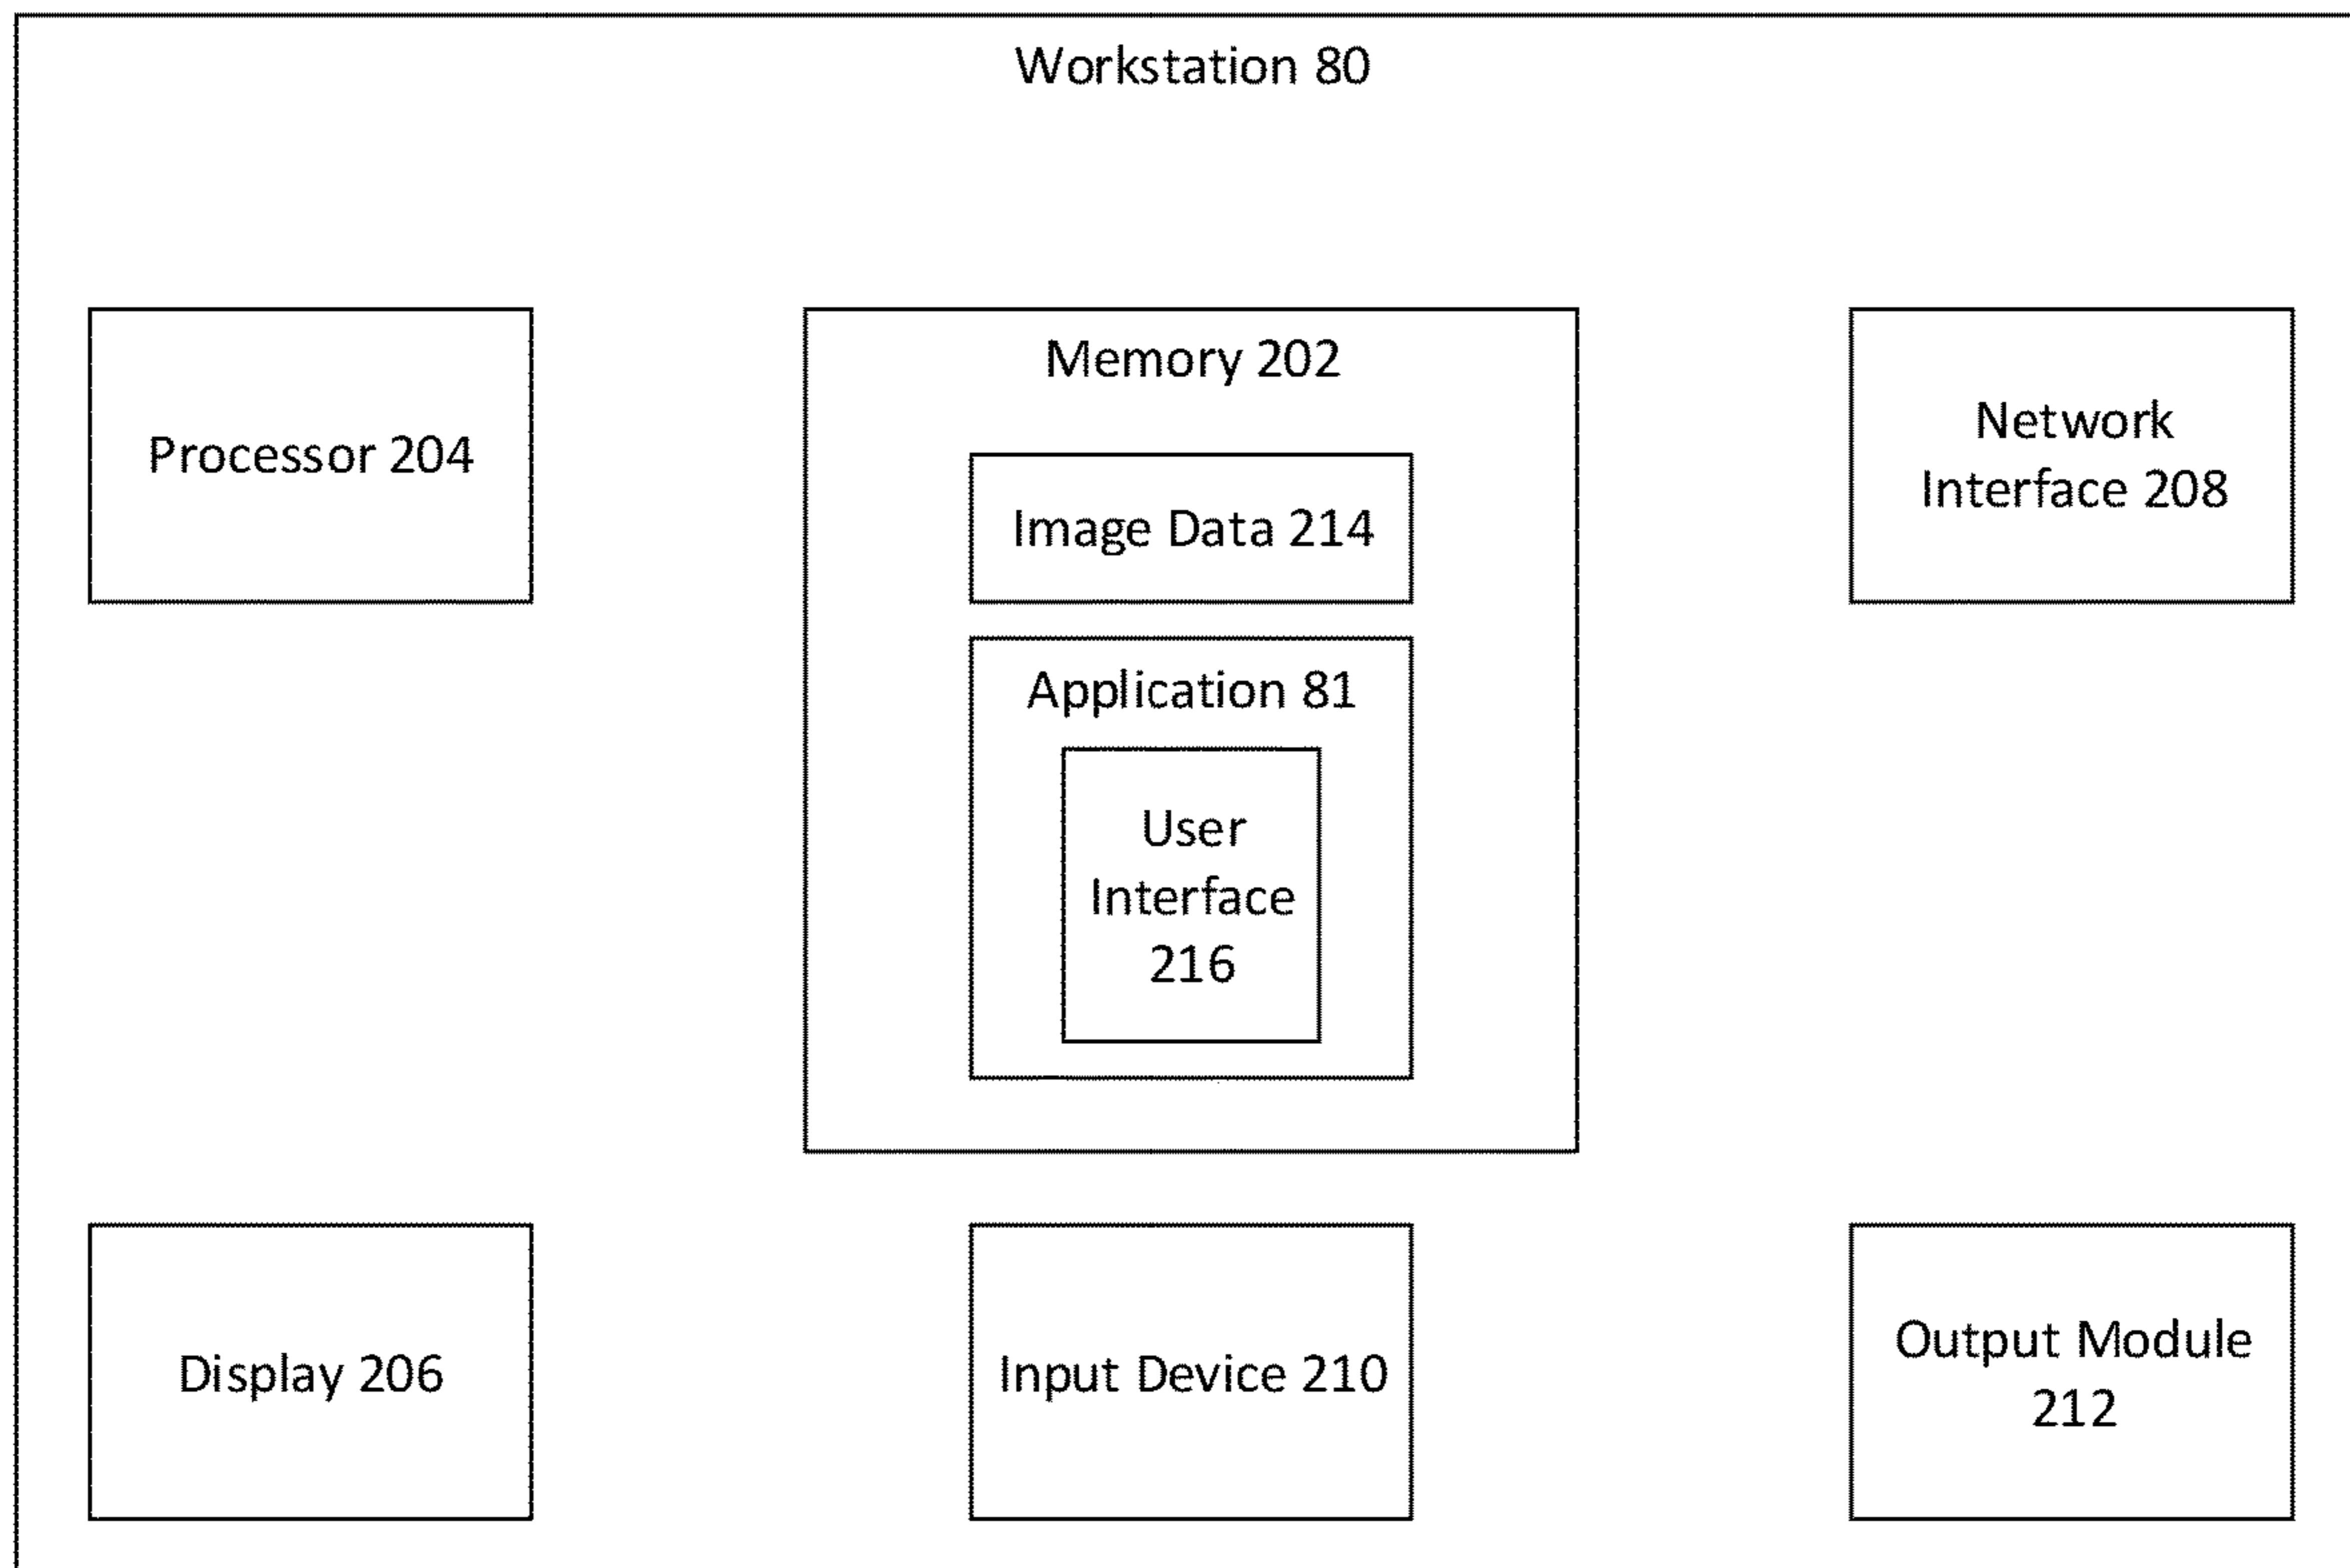 Workstation 80
Processor 204
Memory 202
Image Data 214
Application 81
User
Interface
216
Network
Interface 208
Display 206
Input Device 210
Output Module
212